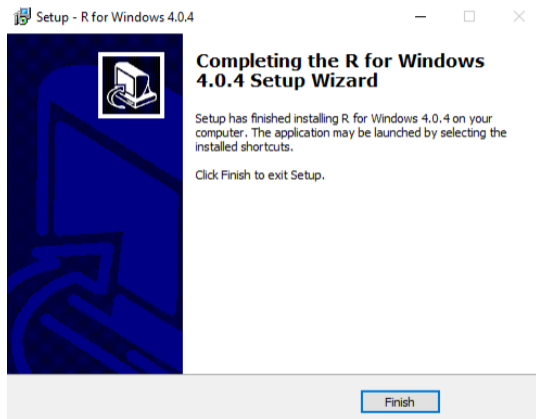 Setup - R for Windows 4.0.4
Completing the R for Windows
4.0.4 Setup Wizard
Setup has finished installing R for Windows 4.0.4 on your
computer. The application may be launched by selecting the
installed shortcuts.
Click Finish to exit Setup.
Finish